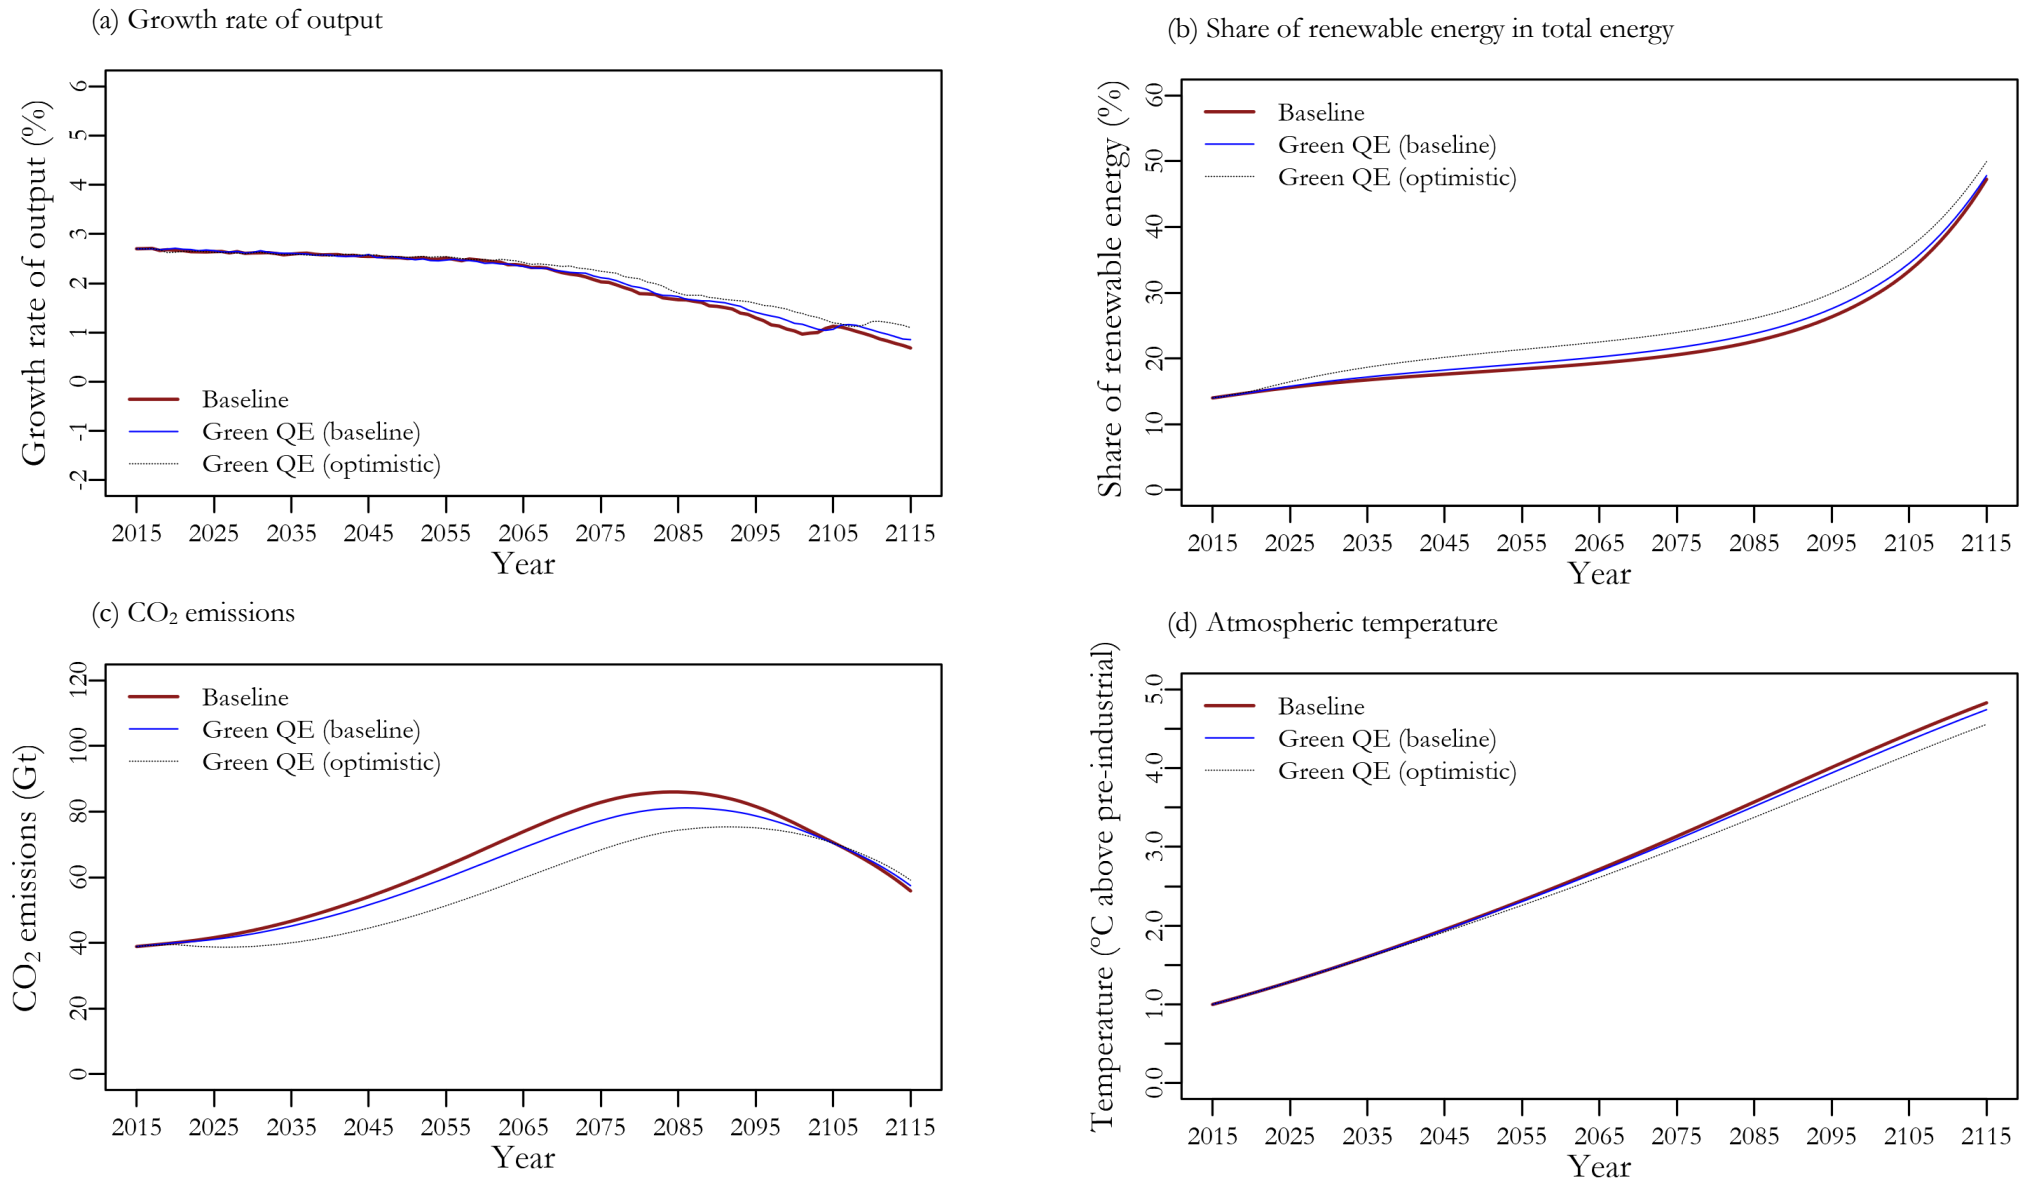 (a) Growth rate of output
Growth rate of output (%)
6
5
4
3
2
1
0
-1
-2
Baseline
Green QE (baseline)
Green QE (optimistic)
2015 2025 2035 2045 2055 2065 2075 2085 2095 2105 2115
Year
(b) Share of renewable energy in total energy
Share of renewable energy (%)
60
50
40
30
20
10
0
Baseline
Green QE (baseline)
Green QE (optimistic)
2015 2025 2035 2045 2055 2065 2075 2085 2095 2105 2115
Year
(c) CO₂ emissions
CO₂ emissions (Gt)
120
100
80
60
40
20
0
Baseline
Green QE (baseline)
Green QE (optimistic)
2015 2025 2035 2045 2055 2065 2075 2085 2095 2105 2115
Year
(d) Atmospheric temperature
Temperature (ºC above pre-industrial)
5.0
4.0
3.0
2.0
1.0
0.0
Baseline
Green QE (baseline)
Green QE (optimistic)
2015 2025 2035 2045 2055 2065 2075 2085 2095 2105 2115
Year